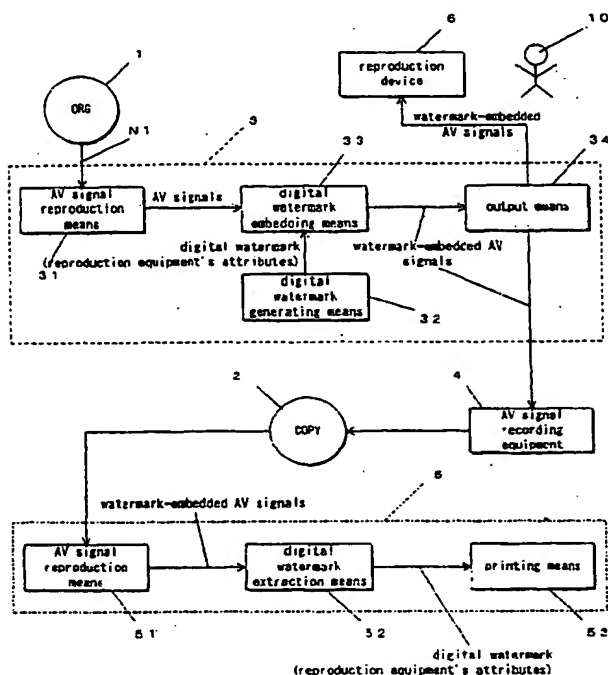 6
10
1
reproduction
device
ORG
watermark-embedded
AV signals
N1
3
33
34
AV signal
reproduction
means
AV signals
digital
watermark
embedding means
output means
31
digital watermark
(reproduction equipment's attributes)
watermark-embedded AV
signals
digital
watermark
generating means
32
2
4
COPY
AV signal
recording
equipment
5
watermark-embedded AV signals
AV signal
reproduction
means
digital
watermark
extraction means
printing means
51
52
53
digital watermark
(reproduction equipment's attributes)